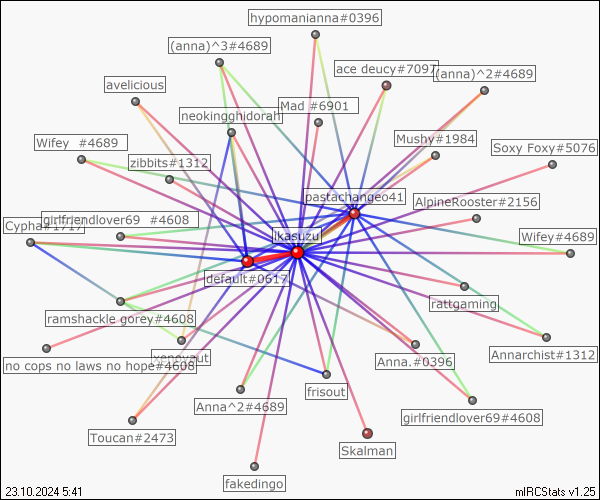 hypomanianna#0396
(anna)^3#4689
ace deucy#7097
(anna)^2#4689
avelicious
Mad #6901
neokingghidorah
Mushy#1984
Wifey #4689
Soxy Foxy#5076
zibbits#1312
pastachangeo41
AlpineRooster#2156
girlfriendlover69 #4608
Cypha#1717
ikasuzu
Wifey#4689
default#0617
rattgaming
ramshackle gorey#4608
Annarchist#1312
xenovaut
no cops no laws no hope#4608
Anna.#0396
frisout
Anna^2#4689
girlfriendlover69#4608
Toucan#2473
Skalman
fakedingo
23.10.2024 5:41
mIRCStats v1.25